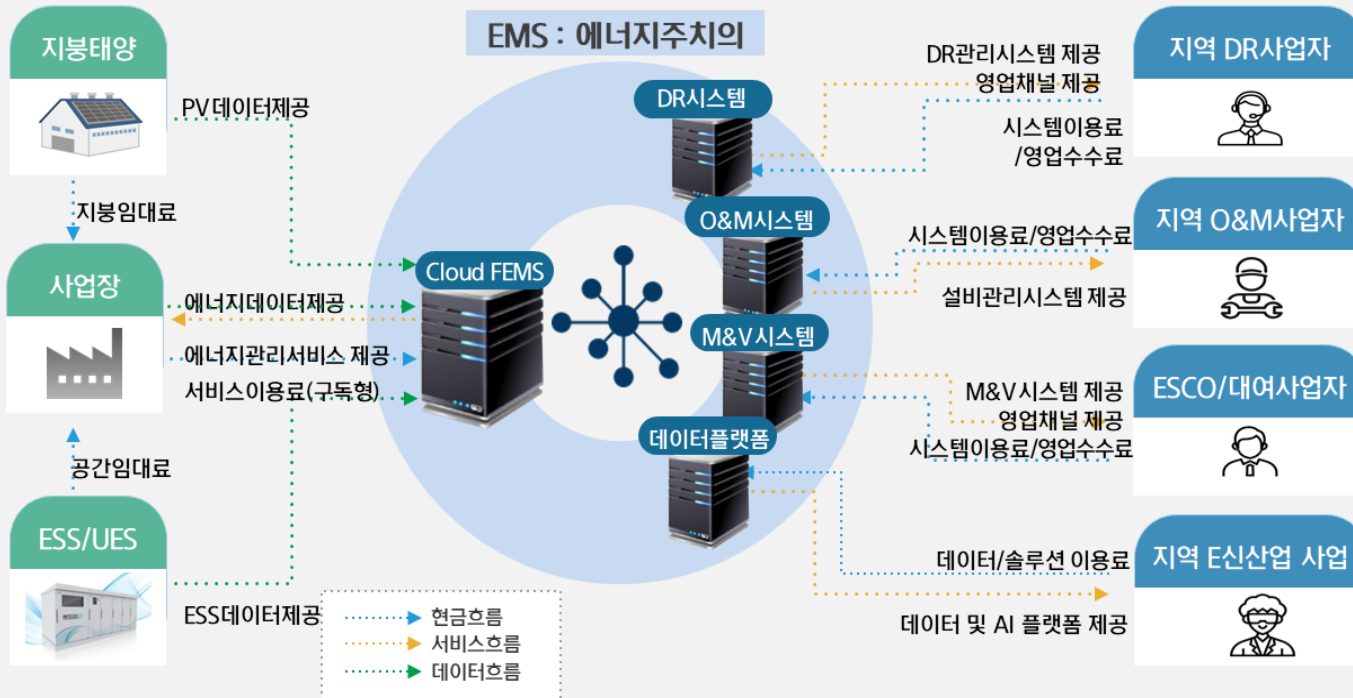 EMS : 에너지주치의
지붕태양
PV데이터제공
지붕임대료
사업장
에너지데이터제공
에너지관리서비스 제공
서비스이용료(구독형)
공간임대료
ESS/UES
ESS데이터제공
Cloud FEMS
DR시스템
O&M시스템
M&V시스템
데이터플랫폼
DR관리시스템 제공
영업채널 제공
시스템이용료
/영업수수료
지역 DR사업자
시스템이용료/영업수수료
설비관리시스템 제공
지역 O&M사업자
M&V시스템 제공
영업채널 제공
시스템이용료/영업수수료
ESCO/대여사업자
데이터/솔루션 이용료
데이터 및 AI 플랫폼 제공
지역 E신산업 사업
현금흐름
서비스흐름
데이터흐름